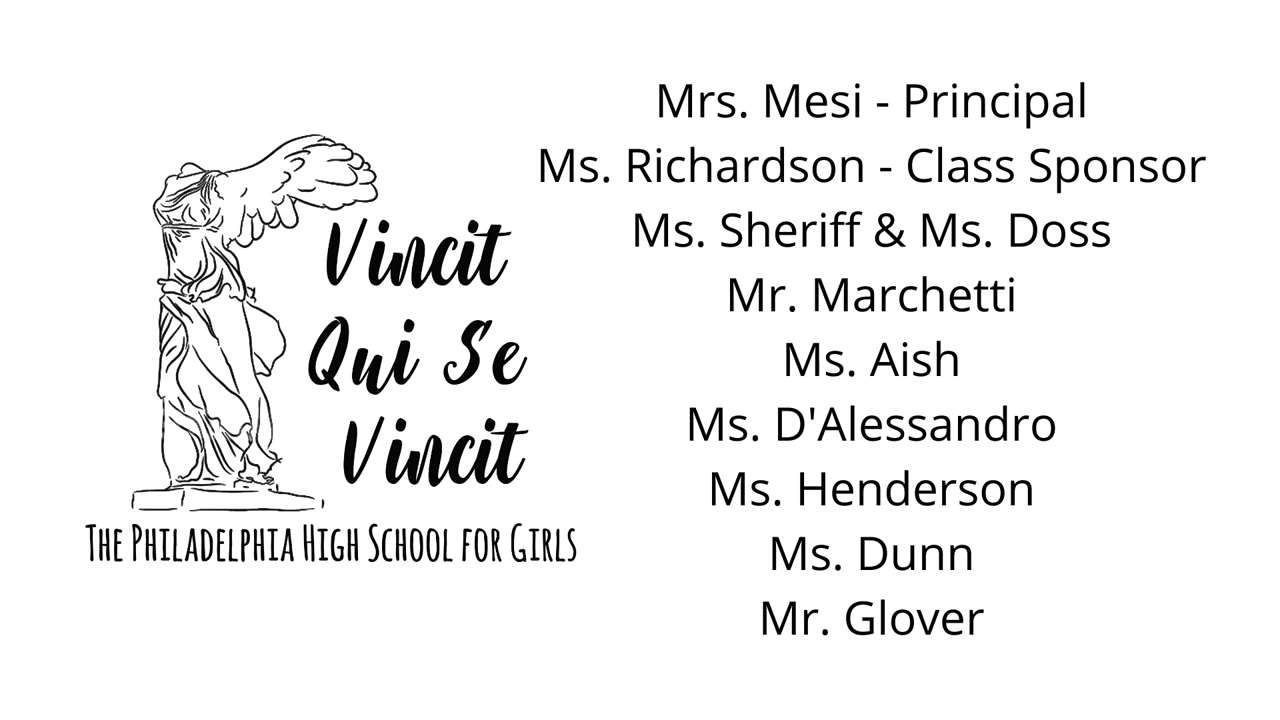 Vincit
Qui Se
Vincit
The Philadelphia High School for Girls
Mrs. Mesi - Principal
Ms. Richardson - Class Sponsor
Ms. Sheriff & Ms. Doss
Mr. Marchetti
Ms. Aish
Ms. D'Alessandro
Ms. Henderson
Ms. Dunn
Mr. Glover